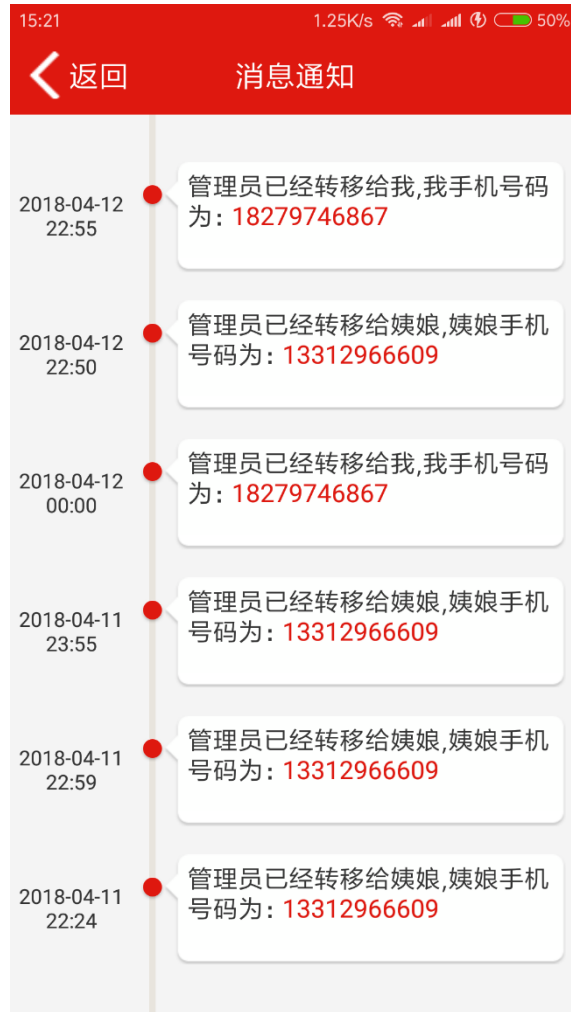 15:21 1.25K/s 50%
返回 消息通知
2018-04-12
22:55
管理员已经转移给我,我手机号码
为: 18279746867
2018-04-12
22:50
管理员已经转移给姨娘,姨娘手机
号码为: 13312966609
2018-04-12
00:00
管理员已经转移给我,我手机号码
为: 18279746867
2018-04-11
23:55
管理员已经转移给姨娘,姨娘手机
号码为: 13312966609
2018-04-11
22:59
管理员已经转移给姨娘,姨娘手机
号码为: 13312966609
2018-04-11
22:24
管理员已经转移给姨娘,姨娘手机
号码为: 13312966609